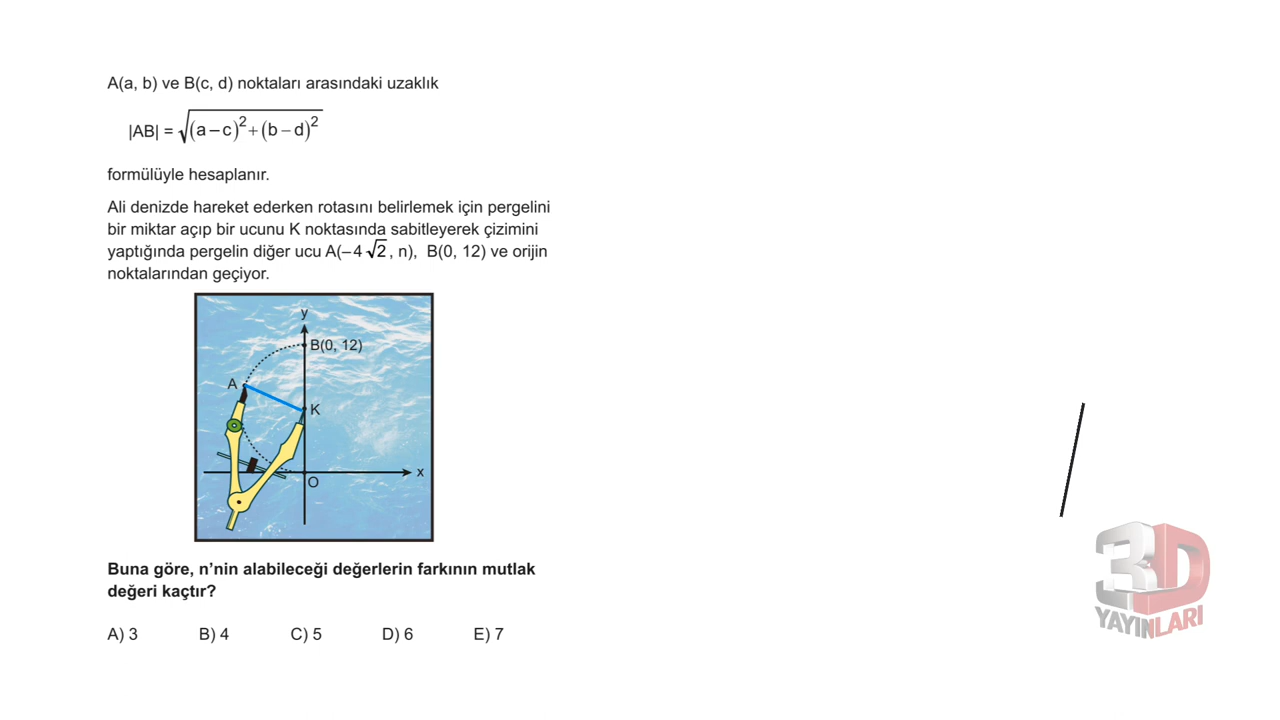 A(a, b) ve B(c, d) noktaları arasındaki uzaklık
|AB| = √((a – c)² + (b – d)²)
formülüyle hesaplanır.
Ali denizde hareket ederken rotasını belirlemek için pergelini
bir miktar açıp bir ucunu K noktasında sabitleyerek çizimini
yaptığında pergelin diğer ucu A(–4√2, n), B(0, 12) ve orijin
noktalarından geçiyor.
y
B(0, 12)
A
K
x
O
Buna göre, n’nin alabileceği değerlerin farkının mutlak
değeri kaçtır?
A) 3 B) 4 C) 5 D) 6 E) 7
3D
YAYINLARI